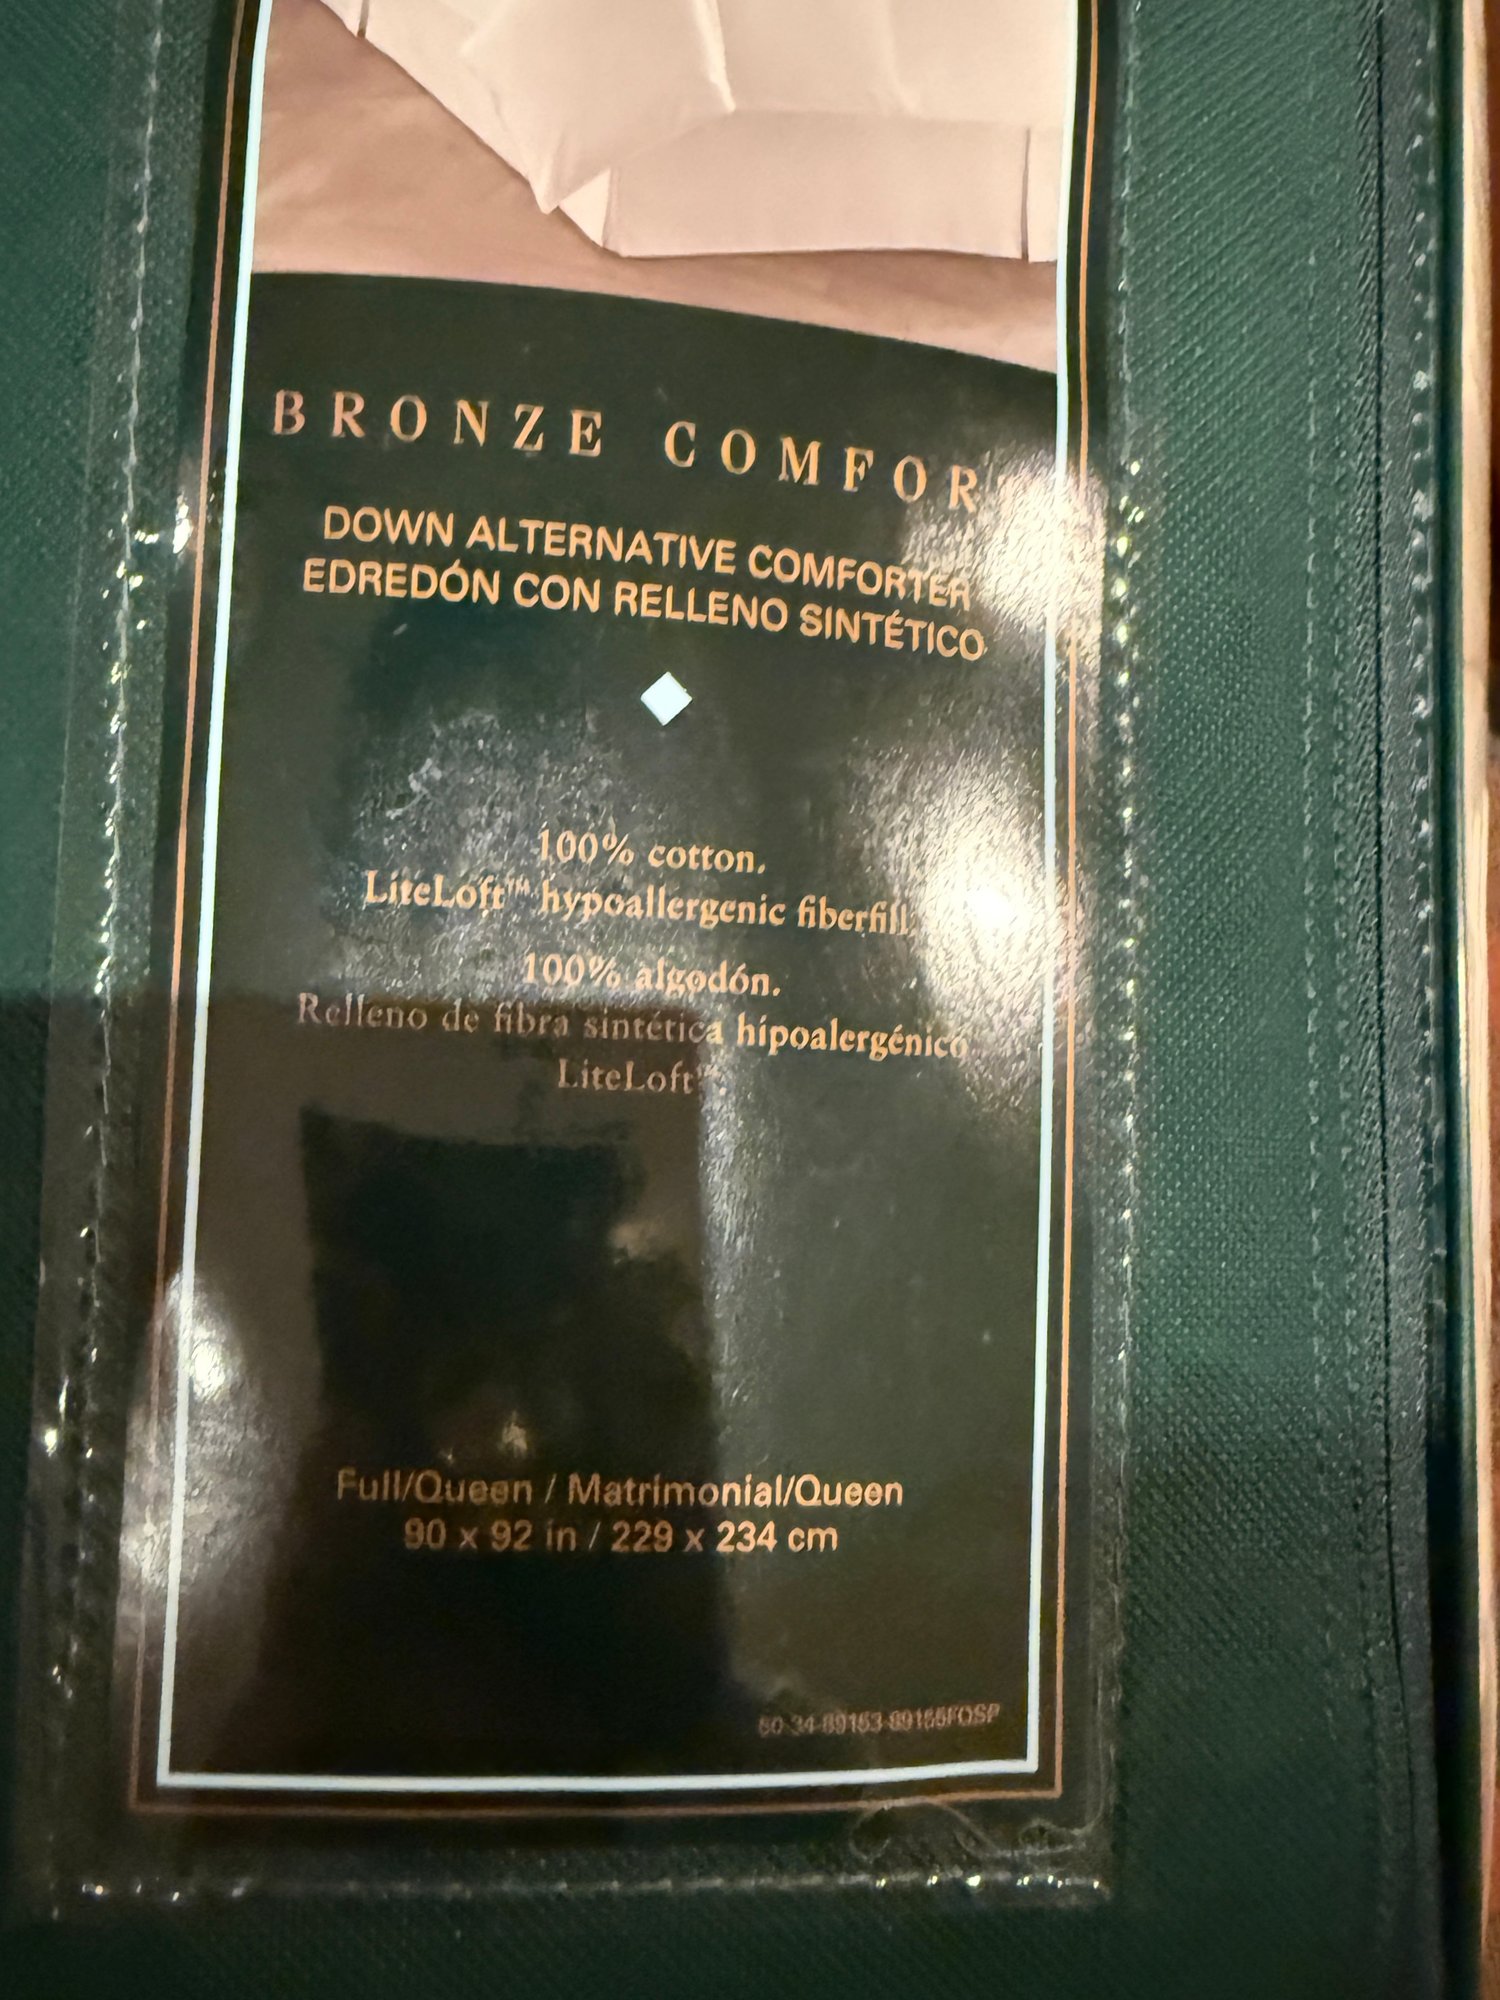 BRONZE COMFORT
DOWN ALTERNATIVE COMFORTER
EDREDÓN CON RELLENO SINTÉTICO
100% cotton.
LiteLoft™ hypoallergenic fiberfill.
100% algodón.
Relleno de fibra sintética hipoalergénico
LiteLoft™.
Full/Queen / Matrimonial/Queen
90 x 92 in / 229 x 234 cm